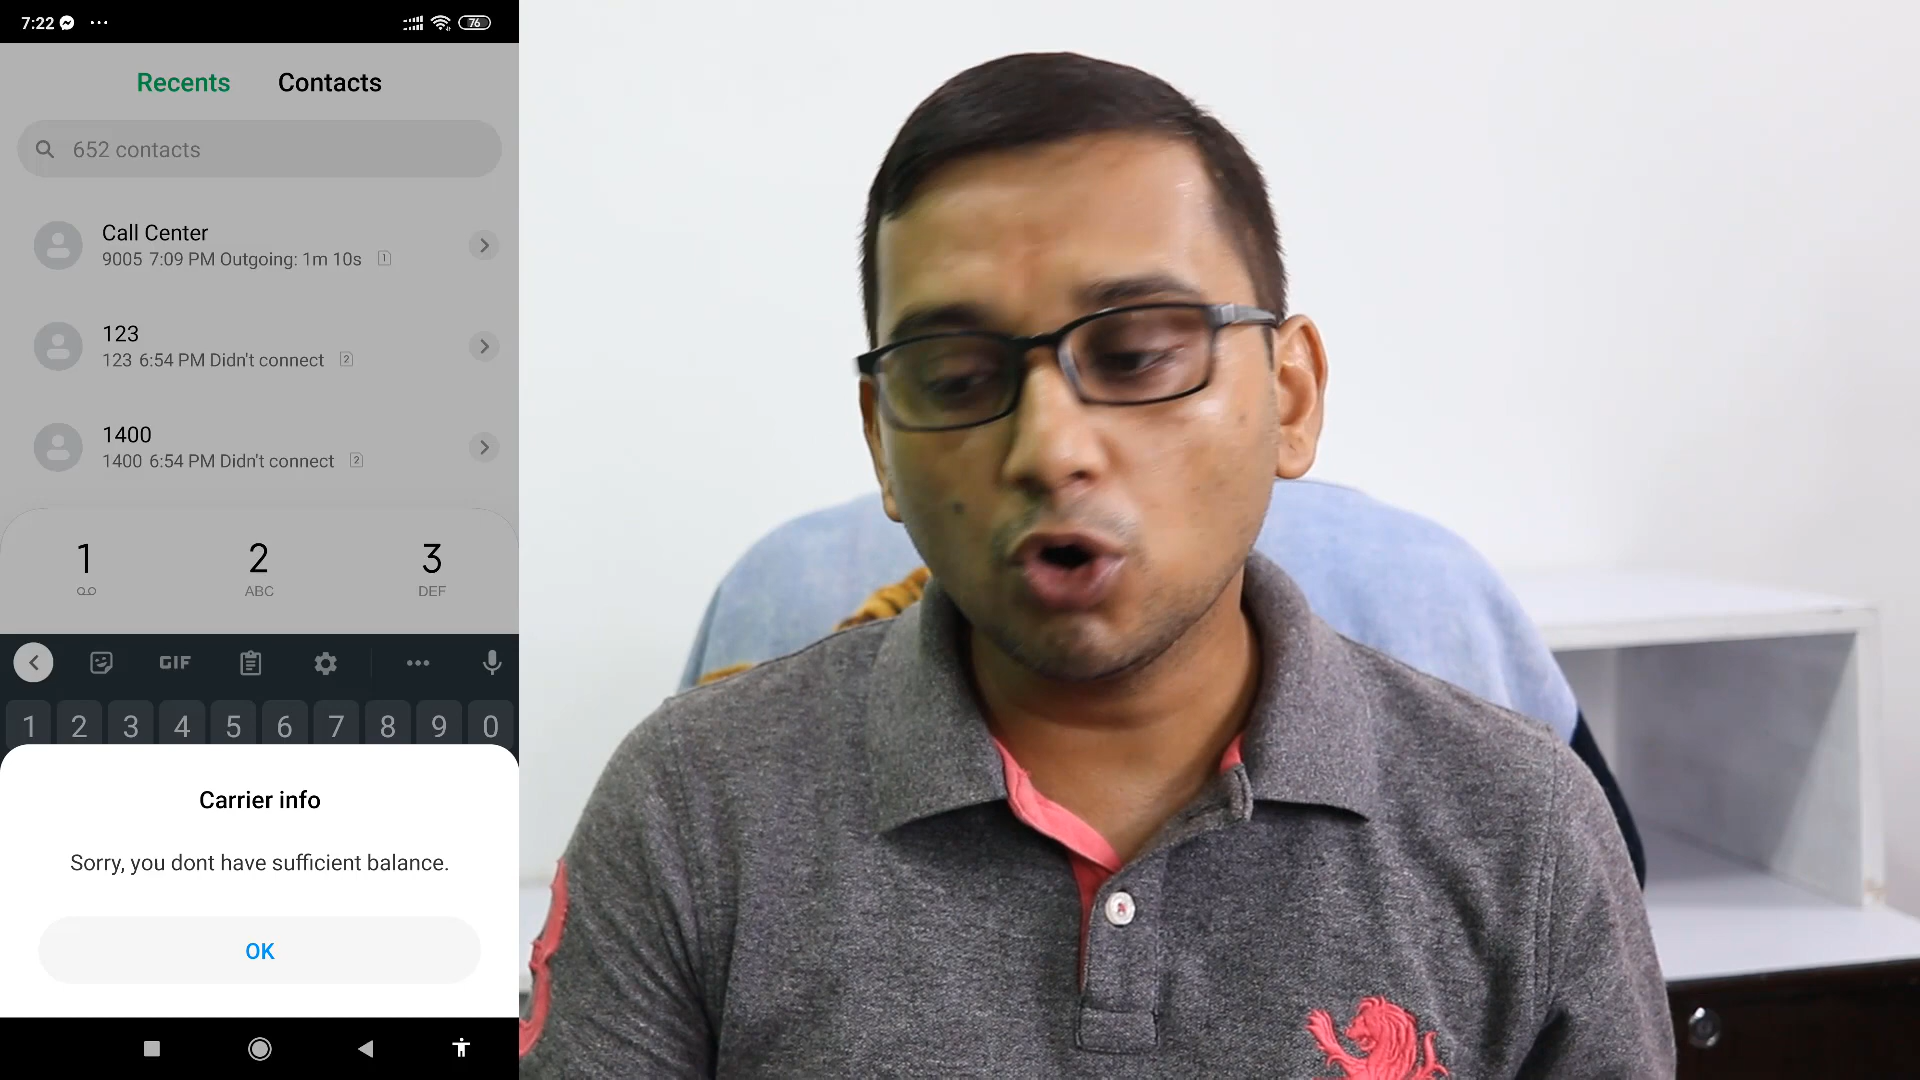 7:22
76
Recents Contacts
652 contacts
Call Center
9005 7:09 PM Outgoing: 1m 10s 1
123
123 6:54 PM Didn't connect 2
1400
1400 6:54 PM Didn't connect 2
1 2 3
ABC DEF
GIF
1 2 3 4 5 6 7 8 9 0
Carrier info
Sorry, you dont have sufficient balance.
OK
3